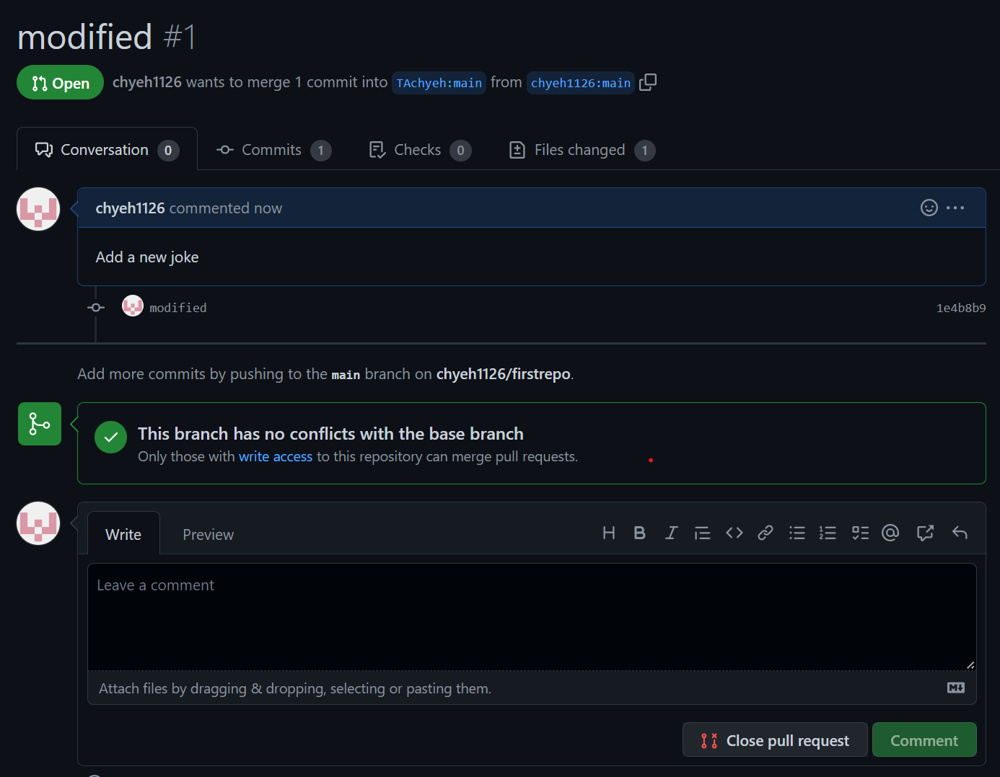 modified #1
Open chyeh1126 wants to merge 1 commit into TAchyeh:main from chyeh1126:main
Conversation 0 Commits 1 Checks 0 Files changed 1
chyeh1126 commented now
Add a new joke
modified 1e4b8b9
Add more commits by pushing to the main branch on chyeh1126/firstrepo.
This branch has no conflicts with the base branch
Only those with write access to this repository can merge pull requests.
Write Preview
Leave a comment
Attach files by dragging & dropping, selecting or pasting them.
Close pull request Comment